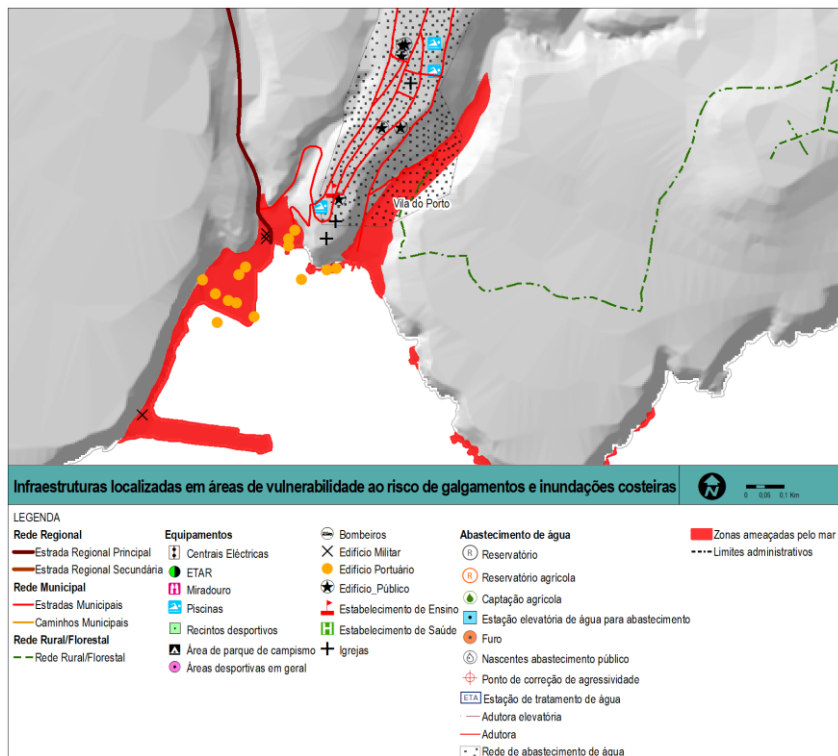 Vila do Porto
Infraestruturas localizadas em áreas de vulnerabilidade ao risco de galgamentos e inundações costeiras
N
0 0,05 0,1 Km
LEGENDA
Rede Regional
Estrada Regional Principal
Estrada Regional Secundária
Rede Municipal
Estradas Municipais
Caminhos Municipais
Rede Rural/Florestal
Rede Rural/Florestal
Equipamentos
Centrais Eléctricas
ETAR
Miradouro
Piscinas
Recintos desportivos
Área de parque de campismo
Áreas desportivas em geral
Bombeiros
Edifício Militar
Edifício Portuário
Edifício_Público
Estabelecimento de Ensino
Estabelecimento de Saúde
Igrejas
Abastecimento de água
R Reservatório
R Reservatório agrícola
Captação agrícola
Estação elevatória de água para abastecimento
Furo
Nascentes abastecimento público
Ponto de correção de agressividade
ETA Estação de tratamento de água
Adutora elevatória
Adutora
Rede de abastecimento de água
Zonas ameaçadas pelo mar
Limites administrativos